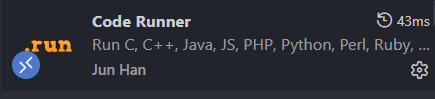 Code Runner 43ms
.run Run C, C++, Java, JS, PHP, Python, Perl, Ruby, ...
Jun Han